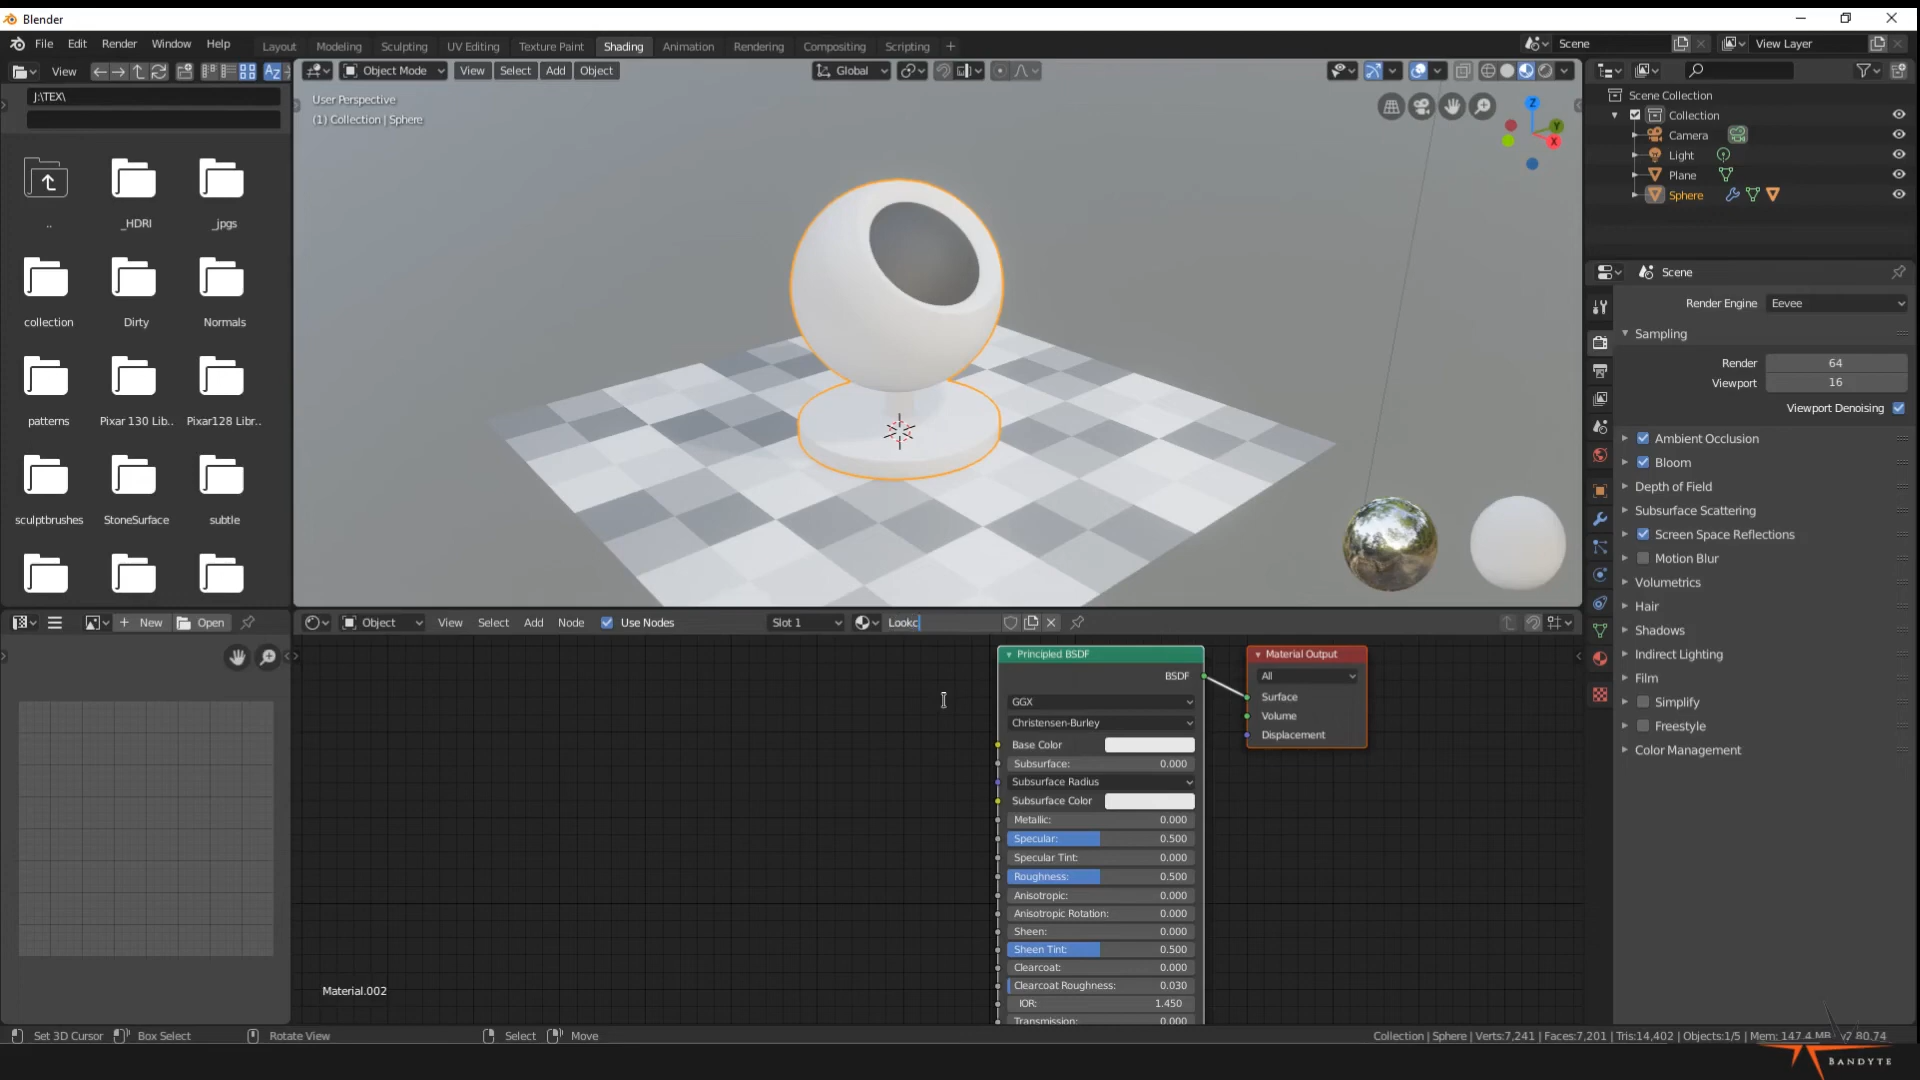 Blender
File Edit Render Window Help
Layout Modeling Sculpting UV Editing Texture Paint Shading Animation Rendering Compositing Scripting +
Scene View Layer
View
Object Mode View Select Add Object
Global
J:\TEX\
..
_HDRI
_jpgs
collection
Dirty
Normals
patterns
Pixar 130 Lib..
Pixar128 Libr..
sculptbrushes
StoneSurface
subtle
User Perspective
(1) Collection | Sphere
Z
Y
X
Scene Collection
Collection
Camera
Light
Plane
Sphere
Scene
Render Engine Eevee
Sampling
Render 64
Viewport 16
Viewport Denoising
Ambient Occlusion
Bloom
Depth of Field
Subsurface Scattering
Screen Space Reflections
Motion Blur
Volumetrics
Hair
Shadows
Indirect Lighting
Film
Simplify
Freestyle
Color Management
+ New Open
Object View Select Add Node Use Nodes Slot 1 Lookc
Principled BSDF
BSDF
GGX
Christensen-Burley
Base Color
Subsurface: 0.000
Subsurface Radius
Subsurface Color
Metallic: 0.000
Specular: 0.500
Specular Tint: 0.000
Roughness: 0.500
Anisotropic: 0.000
Anisotropic Rotation: 0.000
Sheen: 0.000
Sheen Tint: 0.500
Clearcoat: 0.000
Clearcoat Roughness: 0.030
IOR: 1.450
Transmission: 0.000
Material Output
All
Surface
Volume
Displacement
Material.002
Set 3D Cursor Box Select Rotate View Select Move
Collection | Sphere | Verts:7,241 | Faces:7,201 | Tris:14,402 | Objects:1/5 | Mem: 147.4 MB
BANDYTE